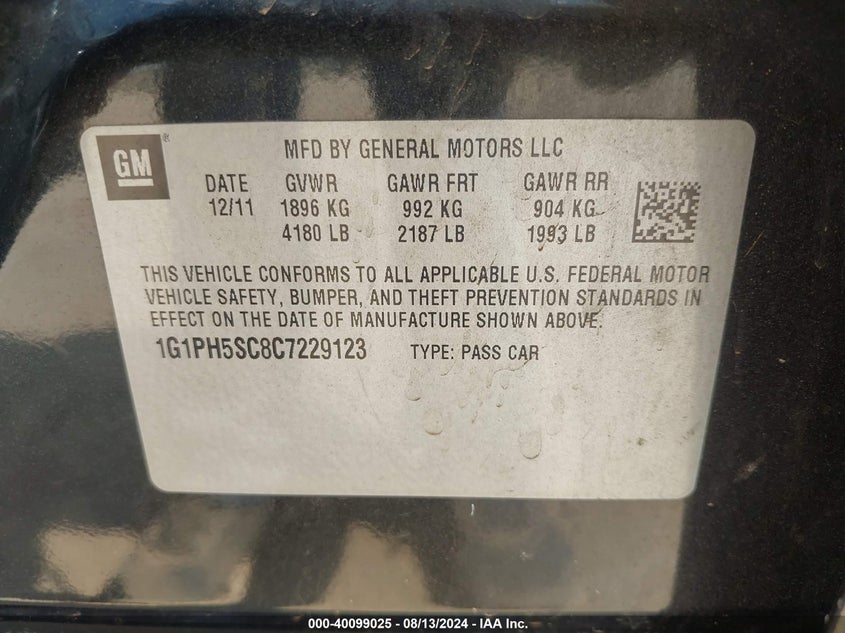 GM®
MFD BY GENERAL MOTORS LLC
DATE GVWR GAWR FRT GAWR RR
12/11 1896 KG 992 KG 904 KG
4180 LB 2187 LB 1993 LB
THIS VEHICLE CONFORMS TO ALL APPLICABLE U.S. FEDERAL MOTOR
VEHICLE SAFETY, BUMPER, AND THEFT PREVENTION STANDARDS IN
EFFECT ON THE DATE OF MANUFACTURE SHOWN ABOVE.
1G1PH5SC8C7229123 TYPE: PASS CAR
000-40099025 - 08/13/2024 - IAA Inc.